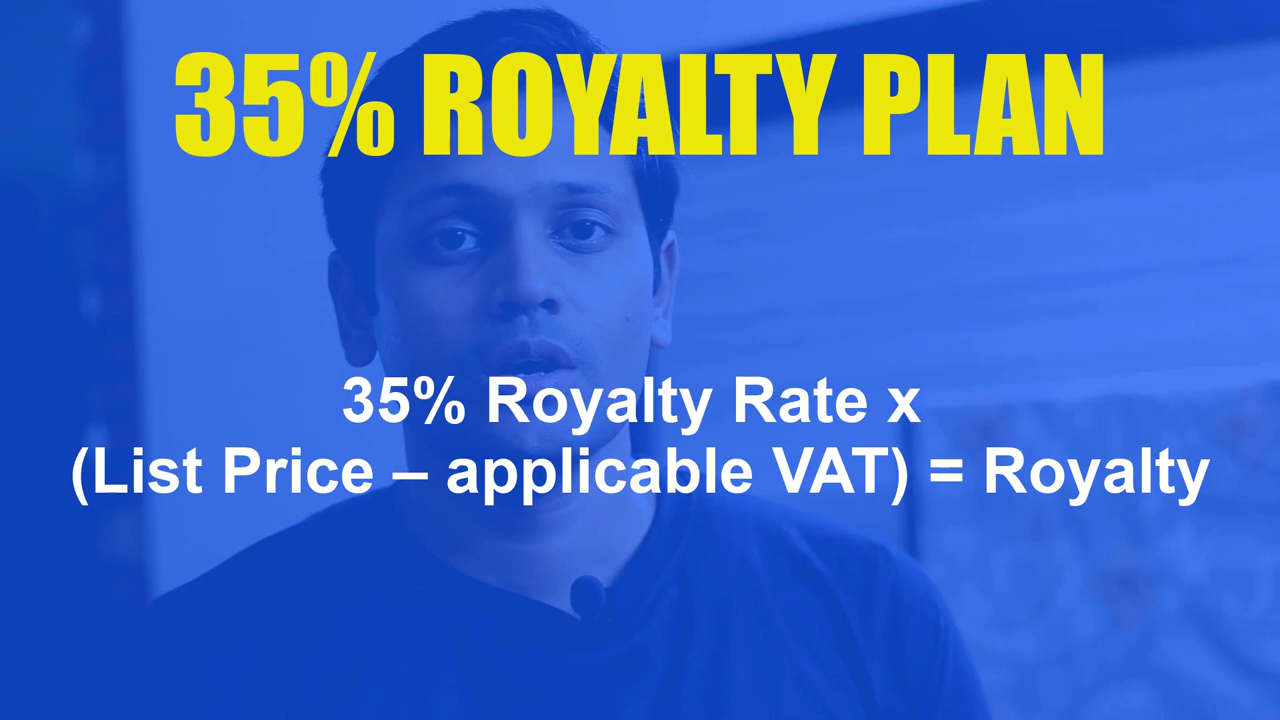 35% ROYALTY PLAN
35% Royalty Rate x
(List Price – applicable VAT) = Royalty